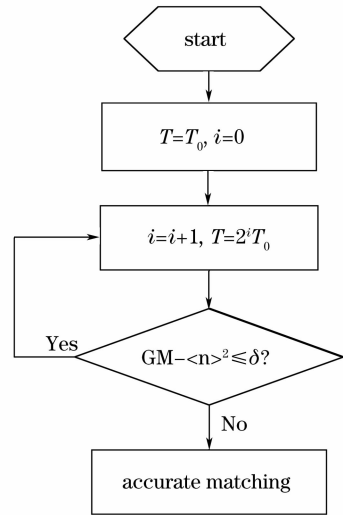 start
T=T₀, i=0
i=i+1, T=2ⁱT₀
Yes
GM−<n>²≤δ?
No
accurate matching